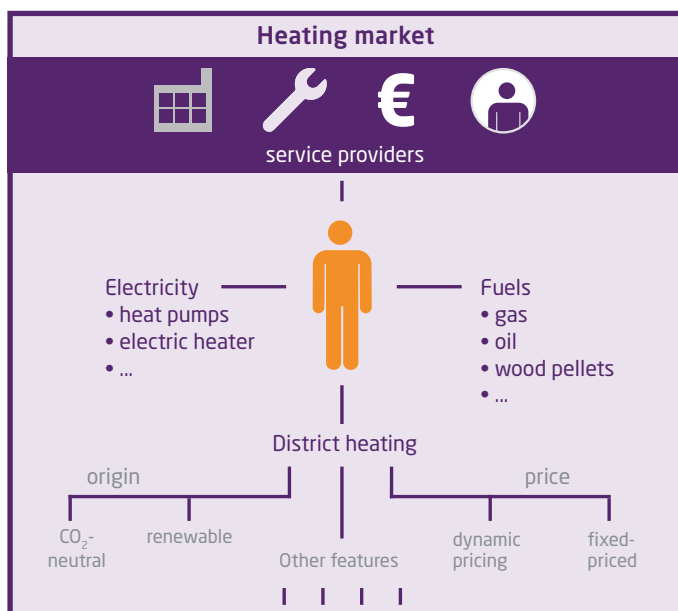 Heating market
€
service providers
Electricity
• heat pumps
• electric heater
• ...
Fuels
• gas
• oil
• wood pellets
• ...
District heating
origin
price
CO₂-
neutral
renewable
Other features
dynamic
pricing
fixed-
priced